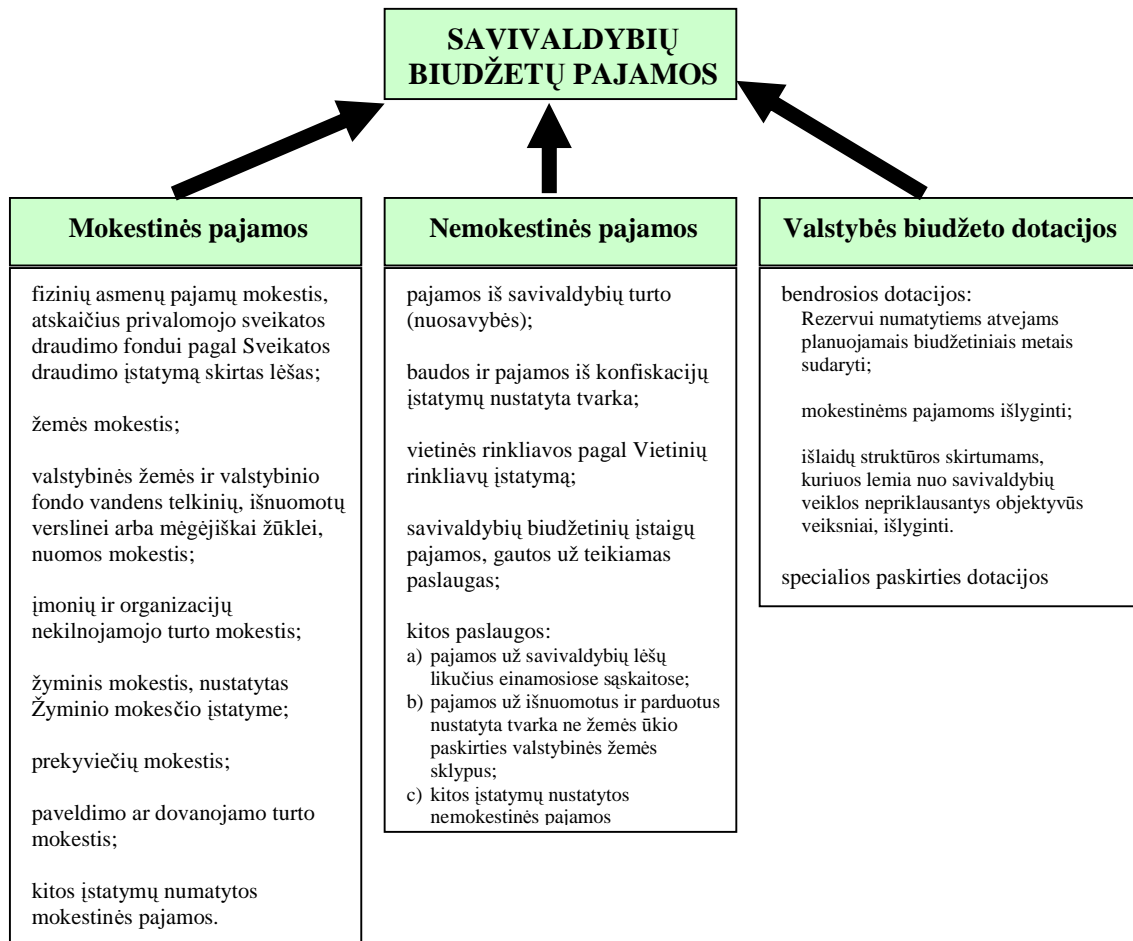 SAVIVALDYBIŲ
BIUDŽETŲ PAJAMOS
Mokestinės pajamos
fizinių asmenų pajamų mokestis,
atskaičius privalomojo sveikatos
draudimo fondui pagal Sveikatos
draudimo įstatymą skirtas lėšas;
žemės mokestis;
valstybinės žemės ir valstybinio
fondo vandens telkinių, išnuomotų
verslinei arba mėgėjiškai žūklei,
nuomos mokestis;
įmonių ir organizacijų
nekilnojamojo turto mokestis;
žyminis mokestis, nustatytas
Žyminio mokesčio įstatyme;
prekyviečių mokestis;
paveldimo ar dovanojamo turto
mokestis;
kitos įstatymų numatytos
mokestinės pajamos.
Nemokestinės pajamos
pajamos iš savivaldybių turto
(nuosavybės);
baudos ir pajamos iš konfiskacijų
įstatymų nustatyta tvarka;
vietinės rinkliavos pagal Vietinių
rinkliavų įstatymą;
savivaldybių biudžetinių įstaigų
pajamos, gautos už teikiamas
paslaugas;
kitos paslaugos:
a) pajamos už savivaldybių lėšų
likučius einamosiose sąskaitose;
b) pajamos už išnuomotus ir parduotus
nustatyta tvarka ne žemės ūkio
paskirties valstybinės žemės
sklypus;
c) kitos įstatymų nustatytos
nemokestinės pajamos
Valstybės biudžeto dotacijos
bendrosios dotacijos:
Rezervui numatytiems atvejams
planuojamais biudžetiniais metais
sudaryti;
mokestinėms pajamoms išlyginti;
išlaidų struktūros skirtumams,
kuriuos lemia nuo savivaldybių
veiklos nepriklausantys objektyvūs
veiksniai, išlyginti.
specialios paskirties dotacijos